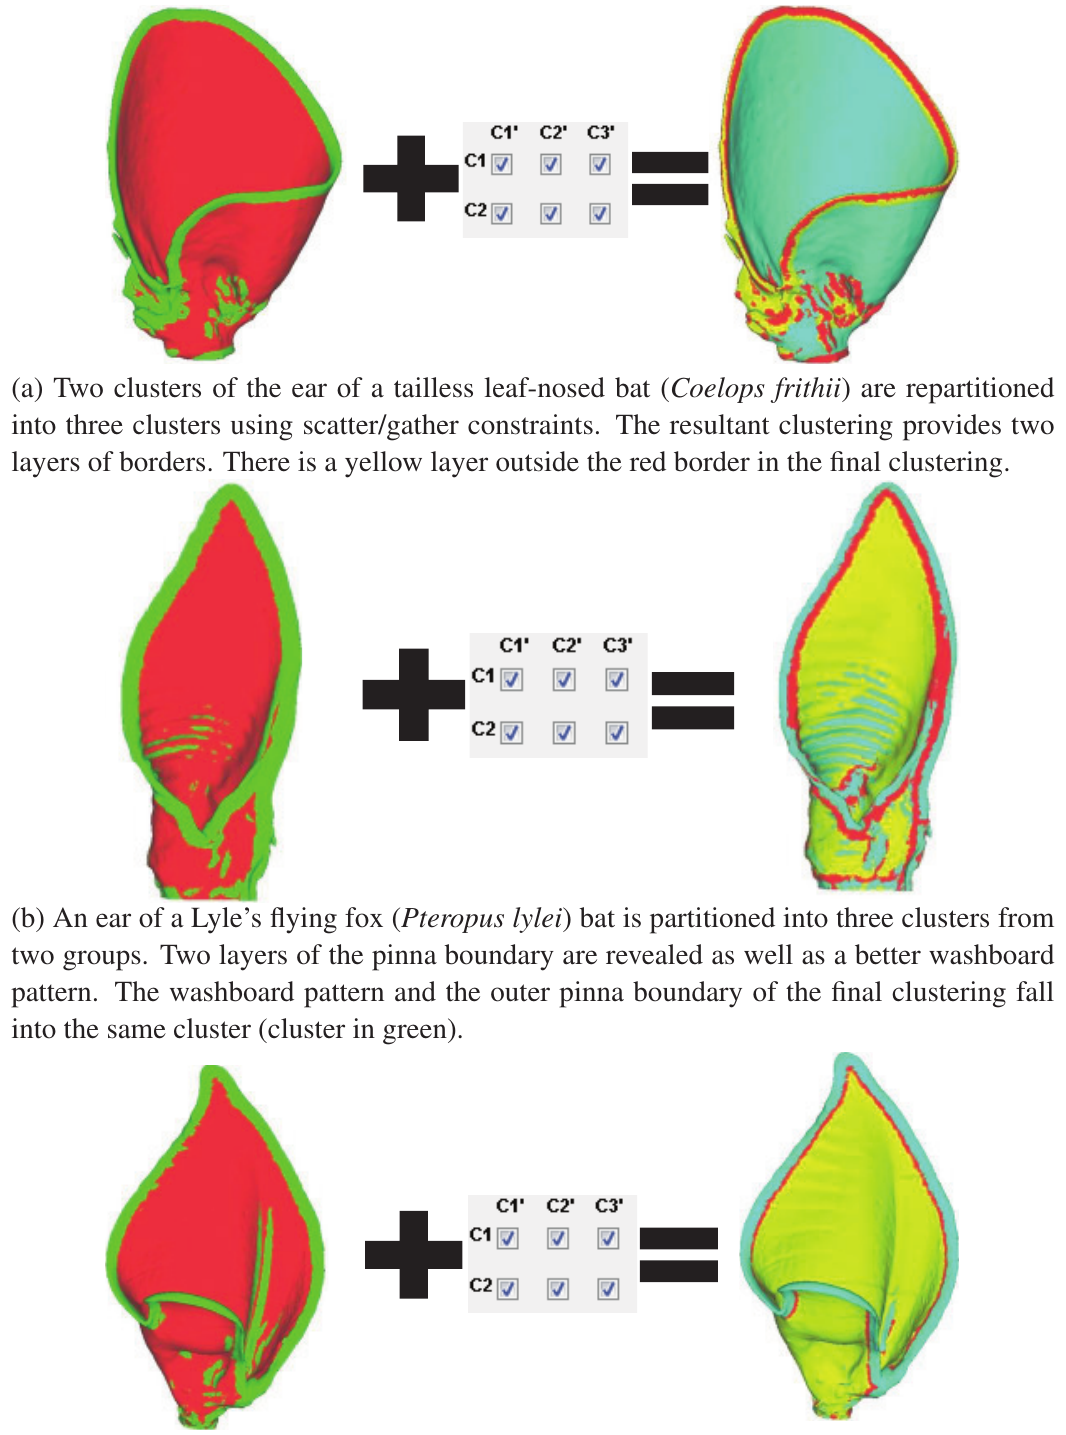 C1' C2' C3'
C1
C2
(a) Two clusters of the ear of a tailless leaf-nosed bat (Coelops frithii) are repartitioned
into three clusters using scatter/gather constraints. The resultant clustering provides two
layers of borders. There is a yellow layer outside the red border in the final clustering.
C1' C2' C3'
C1
C2
(b) An ear of a Lyle's flying fox (Pteropus lylei) bat is partitioned into three clusters from
two groups. Two layers of the pinna boundary are revealed as well as a better washboard
pattern. The washboard pattern and the outer pinna boundary of the final clustering fall
into the same cluster (cluster in green).
C1' C2' C3'
C1
C2